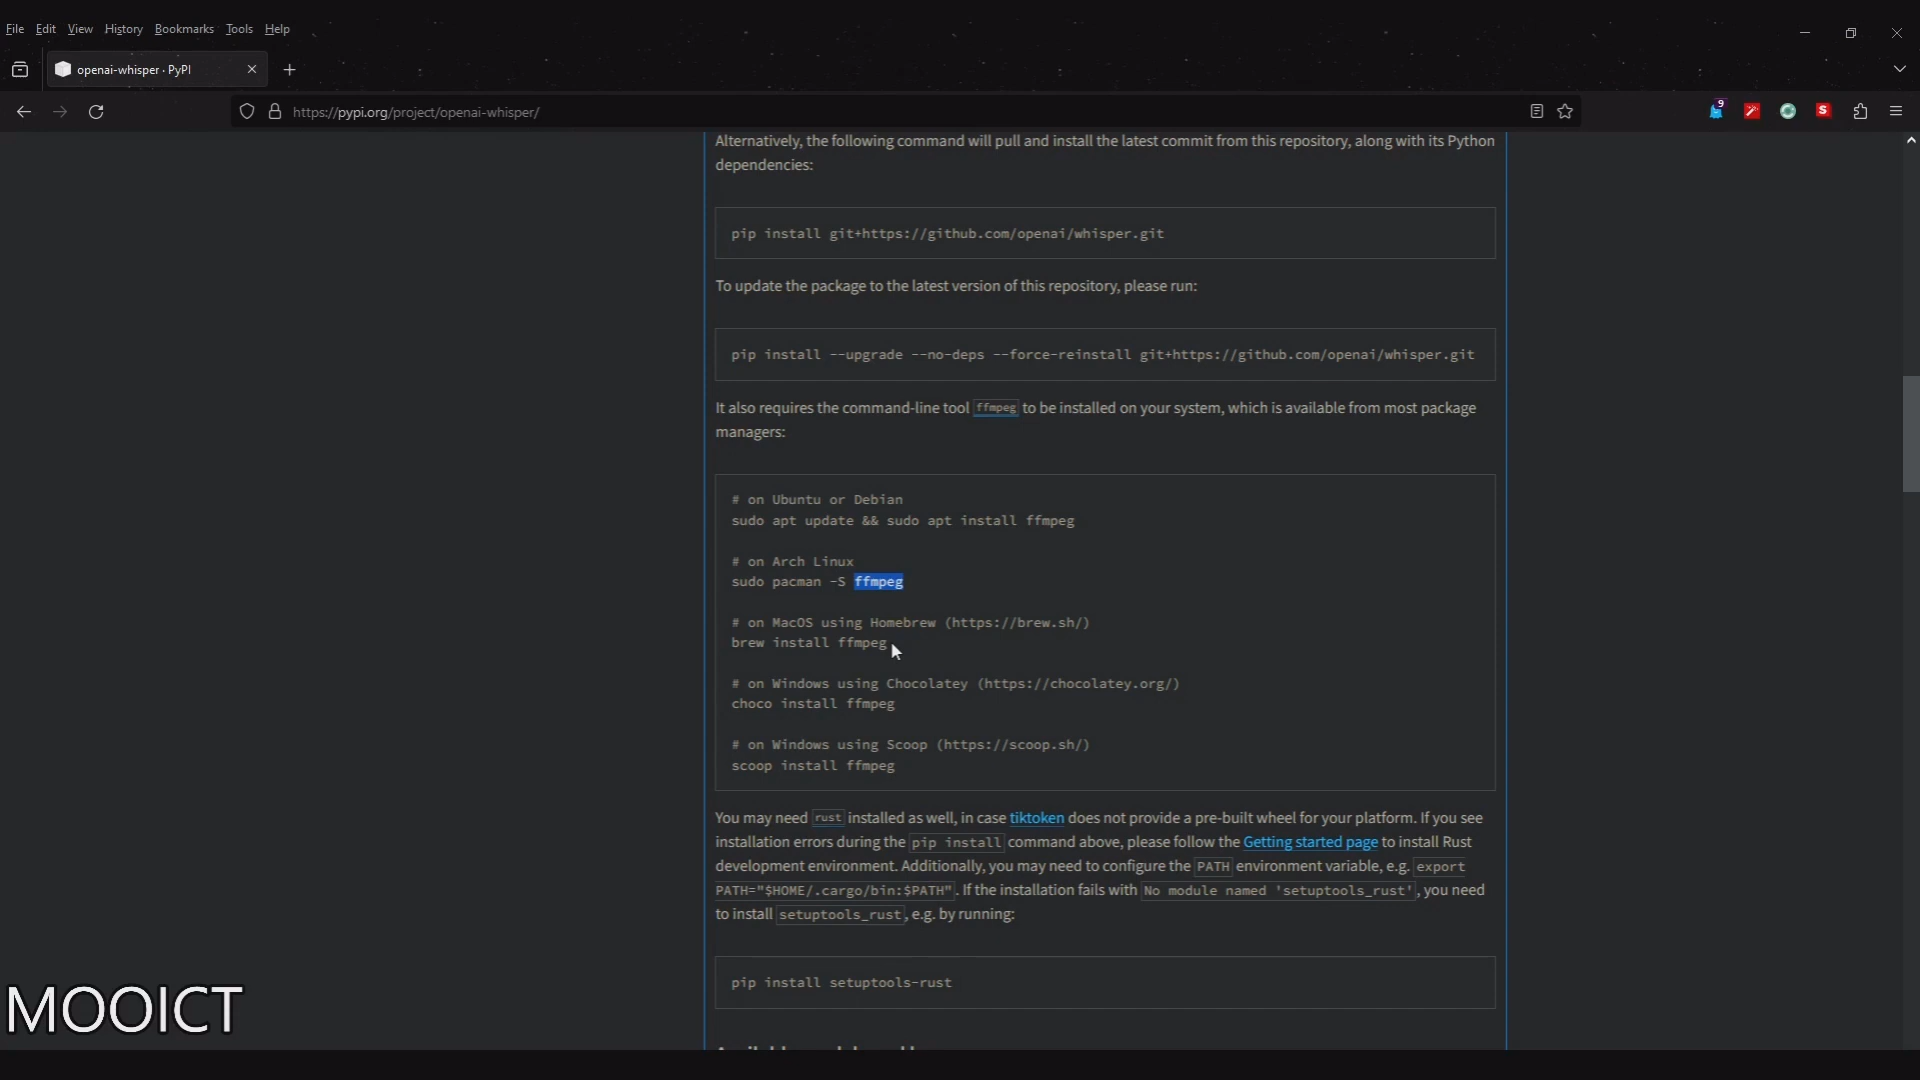 File Edit View History Bookmarks Tools Help
openai-whisper · PyPI
https://pypi.org/project/openai-whisper/
9
S
Alternatively, the following command will pull and install the latest commit from this repository, along with its Python
dependencies:
pip install git+https://github.com/openai/whisper.git
To update the package to the latest version of this repository, please run:
pip install --upgrade --no-deps --force-reinstall git+https://github.com/openai/whisper.git
It also requires the command-line tool ffmpeg to be installed on your system, which is available from most package
managers:
# on Ubuntu or Debian
sudo apt update && sudo apt install ffmpeg
# on Arch Linux
sudo pacman -S ffmpeg
# on MacOS using Homebrew (https://brew.sh/)
brew install ffmpeg
# on Windows using Chocolatey (https://chocolatey.org/)
choco install ffmpeg
# on Windows using Scoop (https://scoop.sh/)
scoop install ffmpeg
You may need rust installed as well, in case tiktoken does not provide a pre-built wheel for your platform. If you see
installation errors during the pip install command above, please follow the Getting started page to install Rust
development environment. Additionally, you may need to configure the PATH environment variable, e.g. export
PATH="$HOME/.cargo/bin:$PATH". If the installation fails with No module named 'setuptools_rust', you need
to install setuptools_rust, e.g. by running:
pip install setuptools-rust
MOOICT